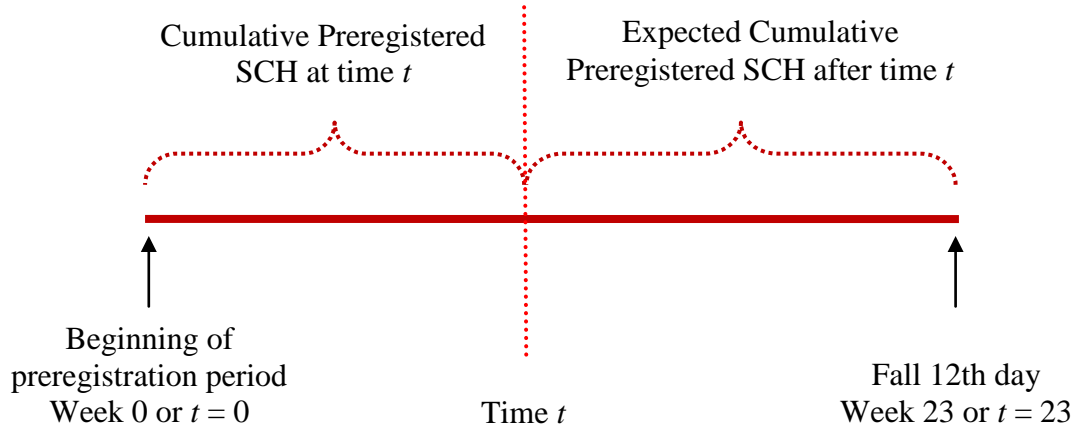 Cumulative Preregistered
SCH at time t
Expected Cumulative
Preregistered SCH after time t
Beginning of
preregistration period
Week 0 or t = 0
Time t
Fall 12th day
Week 23 or t = 23